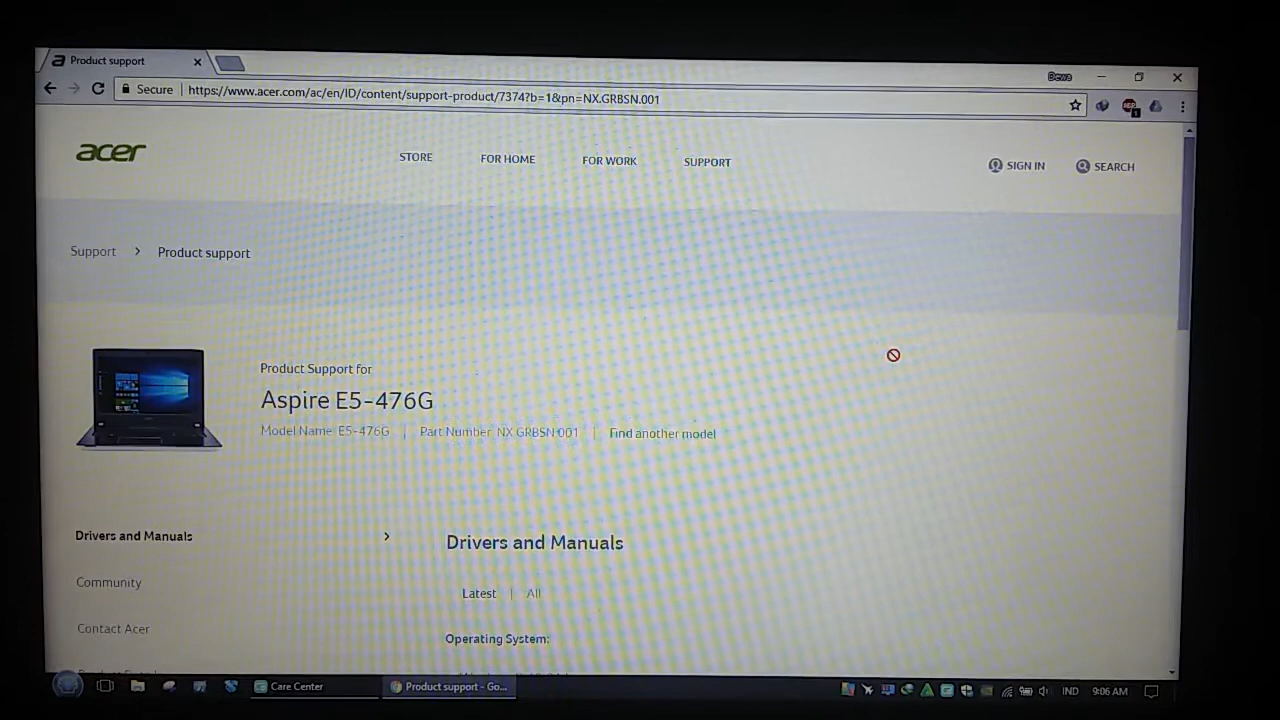 Product support
Dewa
Secure | https://www.acer.com/ac/en/ID/content/support-product/7374?b=1&pn=NX.GRBSN.001
acer
STORE FOR HOME FOR WORK SUPPORT
SIGN IN SEARCH
Support > Product support
Product Support for
Aspire E5-476G
Model Name E5-476G | Part Number NX.GRBSN.001 | Find another model
Drivers and Manuals >
Drivers and Manuals
Community
Latest | All
Contact Acer
Operating System:
Care Center
Product support - Go...
IND 9:06 AM